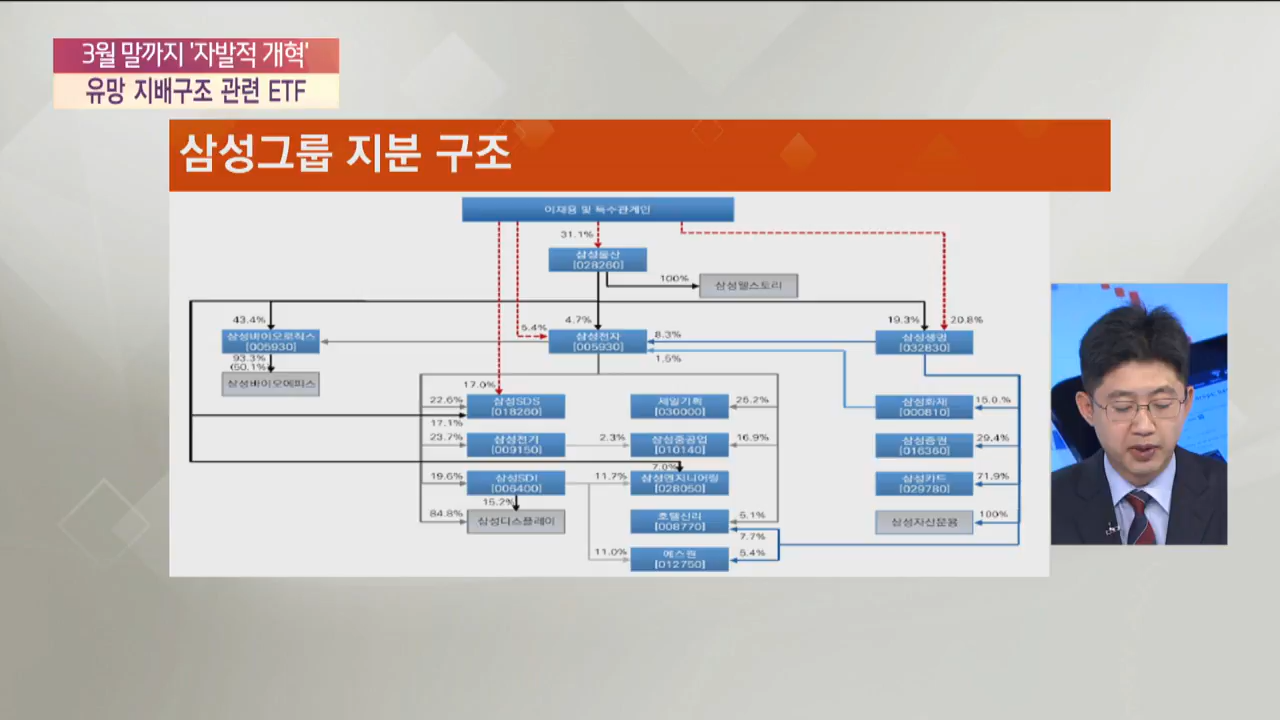 3월 말까지 '자발적 개혁'
유망 지배구조 관련 ETF
삼성그룹 지분 구조
이재용 및 특수관계인
31.1%
삼성물산
[028260]
100%
삼성웰스토리
43.4%
5.4%
4.7%
8.3%
19.3%
20.8%
삼성바이오로직스
[005930]
삼성전자
[005930]
삼성생명
[032830]
1.5%
93.3%
(50.1%)
삼성바이오에피스
17.0%
22.6%
삼성SDS
[018260]
제일기획
[030000]
25.2%
삼성화재
[000810]
15.0.%
17.1%
23.7%
삼성전기
[009150]
2.3%
삼성중공업
[010140]
16.9%
삼성증권
[016360]
29.4%
19.6%
삼성SDI
[006400]
11.7%
7.0%
삼성엔지니어링
[028050]
삼성카드
[029780]
71.9%
15.2%
84.8%
삼성디스플레이
호텔신라
[008770]
5.1%
삼성자산운용
100%
7.7%
11.0%
에스원
[012750]
5.4%